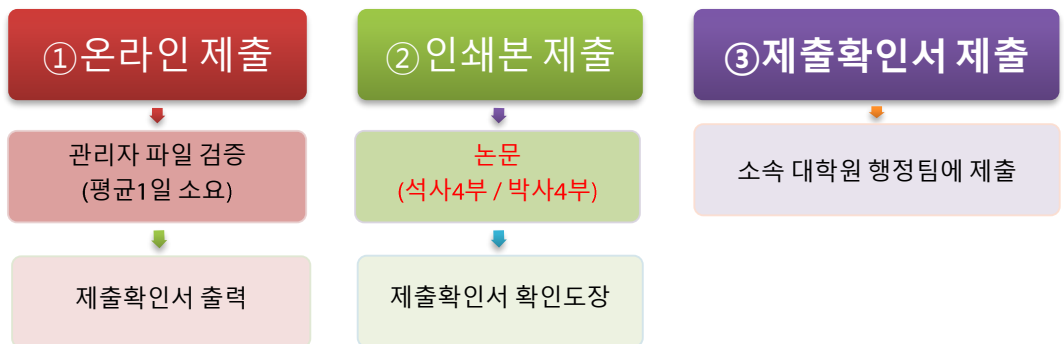 ①온라인 제출
관리자 파일 검증
(평균1일 소요)
제출확인서 출력
②인쇄본 제출
논문
(석사4부 / 박사4부)
제출확인서 확인도장
③제출확인서 제출
소속 대학원 행정팀에 제출